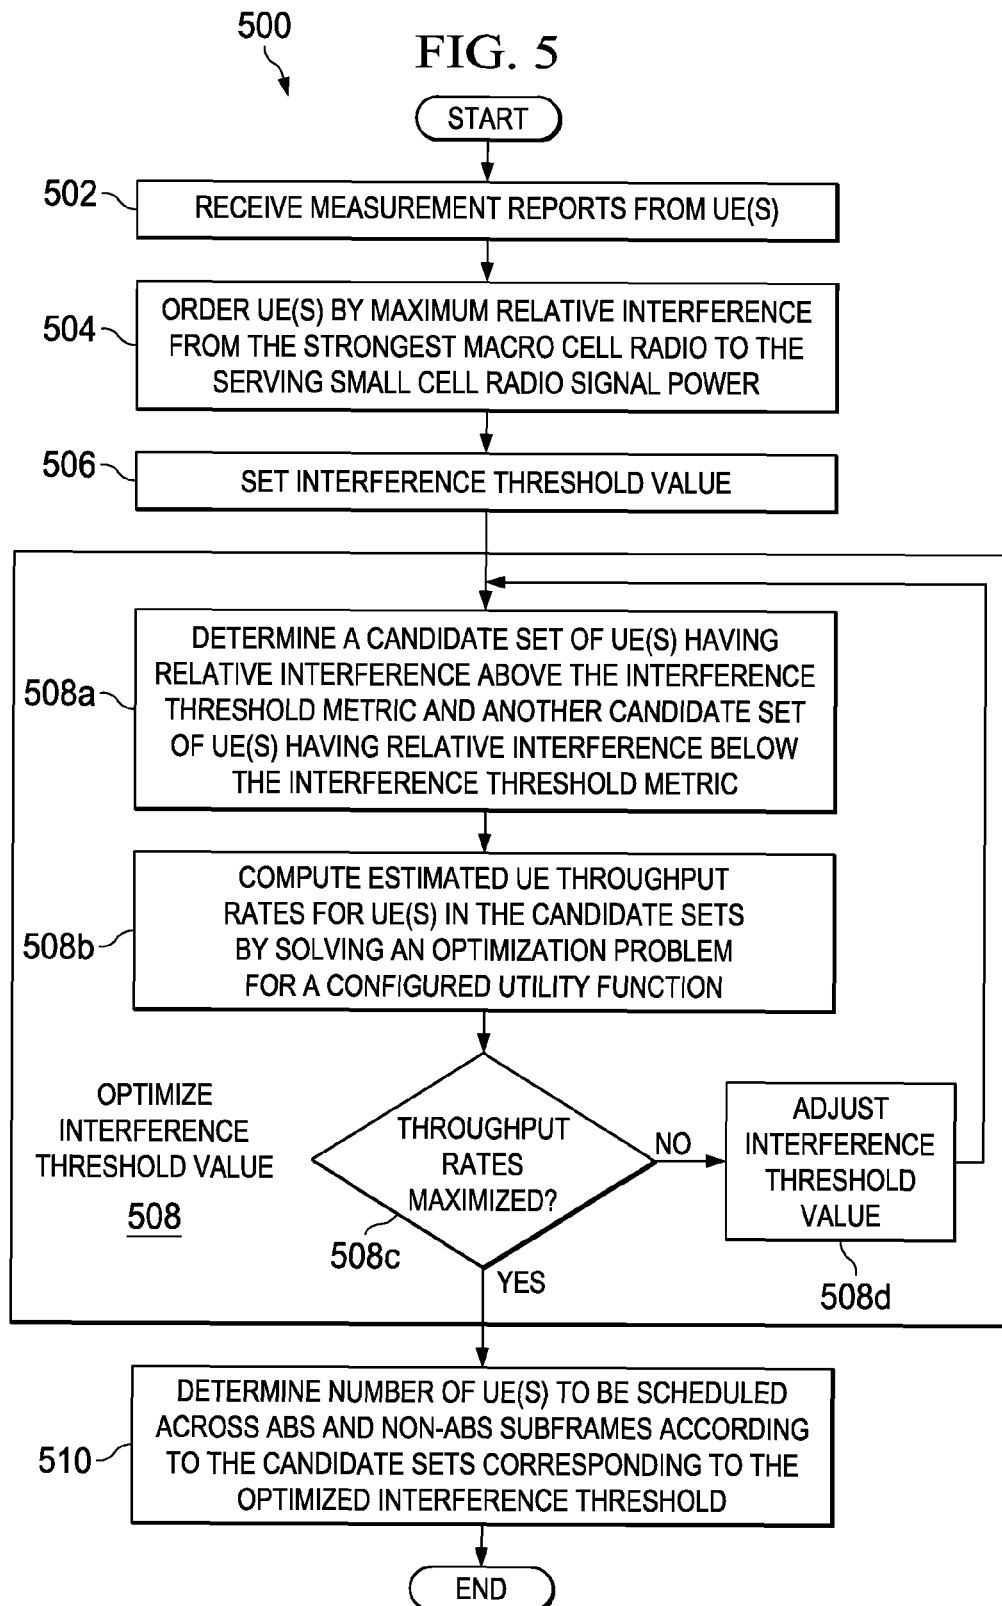 500
FIG. 5
START
502
RECEIVE MEASUREMENT REPORTS FROM UE(S)
504
ORDER UE(S) BY MAXIMUM RELATIVE INTERFERENCE
FROM THE STRONGEST MACRO CELL RADIO TO THE
SERVING SMALL CELL RADIO SIGNAL POWER
506
SET INTERFERENCE THRESHOLD VALUE
508a
DETERMINE A CANDIDATE SET OF UE(S) HAVING
RELATIVE INTERFERENCE ABOVE THE INTERFERENCE
THRESHOLD METRIC AND ANOTHER CANDIDATE SET
OF UE(S) HAVING RELATIVE INTERFERENCE BELOW
THE INTERFERENCE THRESHOLD METRIC
508b
COMPUTE ESTIMATED UE THROUGHPUT
RATES FOR UE(S) IN THE CANDIDATE SETS
BY SOLVING AN OPTIMIZATION PROBLEM
FOR A CONFIGURED UTILITY FUNCTION
OPTIMIZE
INTERFERENCE
THRESHOLD VALUE
508
THROUGHPUT
RATES
MAXIMIZED?
508c
NO
YES
ADJUST
INTERFERENCE
THRESHOLD
VALUE
508d
510
DETERMINE NUMBER OF UE(S) TO BE SCHEDULED
ACROSS ABS AND NON-ABS SUBFRAMES ACCORDING
TO THE CANDIDATE SETS CORRESPONDING TO THE
OPTIMIZED INTERFERENCE THRESHOLD
END